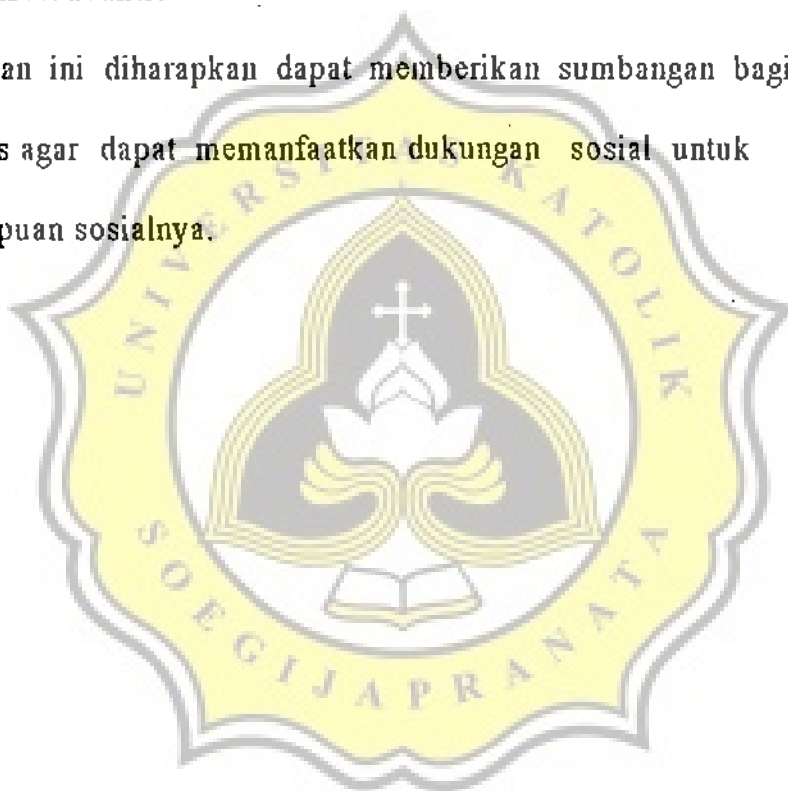 an ini diharapkan dapat memberikan sumbangan bagi
s agar dapat memanfaatkan dukungan sosial untuk
puan sosialnya.
UNIVERSITAS KATOLIK
SOEGIJAPRANATA